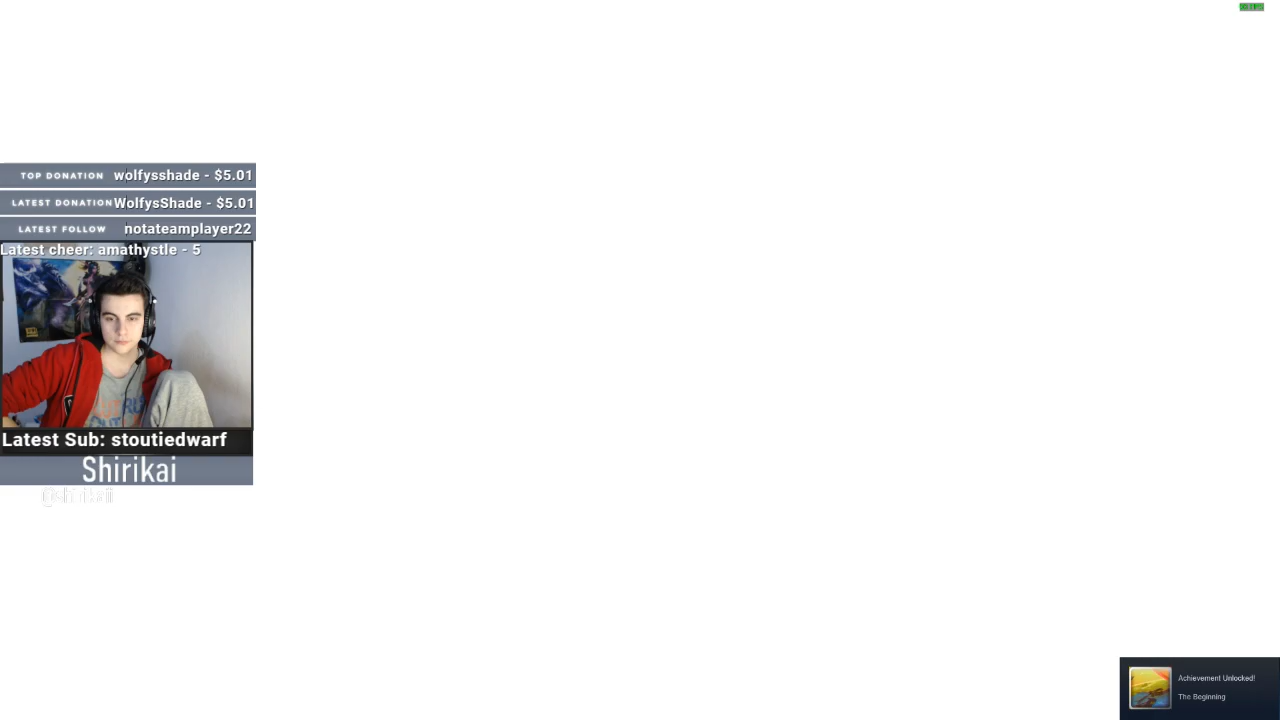 TOP DONATION wolfysshade - $5.01
LATEST DONATION WolfysShade - $5.01
LATEST FOLLOW notateamplayer22
Latest cheer: amathystle - 5
Latest Sub: stoutiedwarf
Shirikai
@shirikaii
Achievement Unlocked!
The Beginning